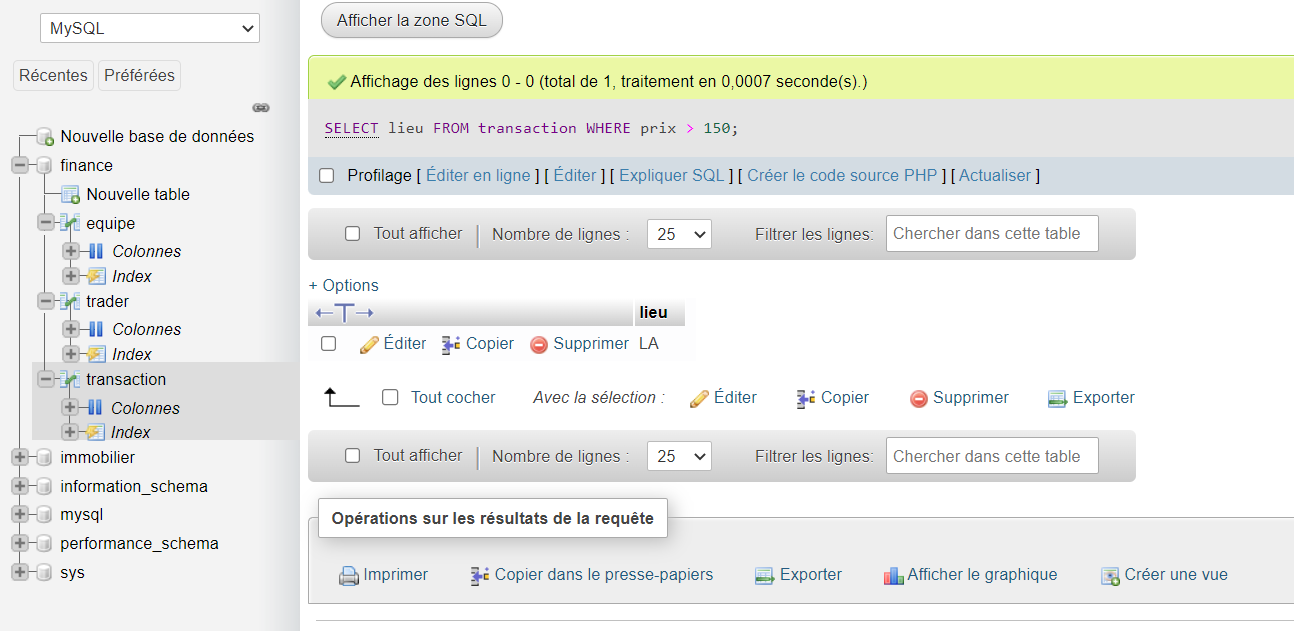 MySQL
Récentes Préférées
Nouvelle base de données
finance
Nouvelle table
equipe
Colonnes
Index
trader
Colonnes
Index
transaction
Colonnes
Index
immobilier
information_schema
mysql
performance_schema
sys
Afficher la zone SQL
Affichage des lignes 0 - 0 (total de 1, traitement en 0,0007 seconde(s).)
SELECT lieu FROM transaction WHERE prix > 150;
Profilage [ Éditer en ligne ] [ Éditer ] [ Expliquer SQL ] [ Créer le code source PHP ] [ Actualiser ]
Tout afficher | Nombre de lignes : 25 Filtrer les lignes: Chercher dans cette table
+ Options
←T→ lieu
Éditer Copier Supprimer LA
Tout cocher Avec la sélection : Éditer Copier Supprimer Exporter
Tout afficher | Nombre de lignes : 25 Filtrer les lignes: Chercher dans cette table
Opérations sur les résultats de la requête
Imprimer Copier dans le presse-papiers Exporter Afficher le graphique Créer une vue